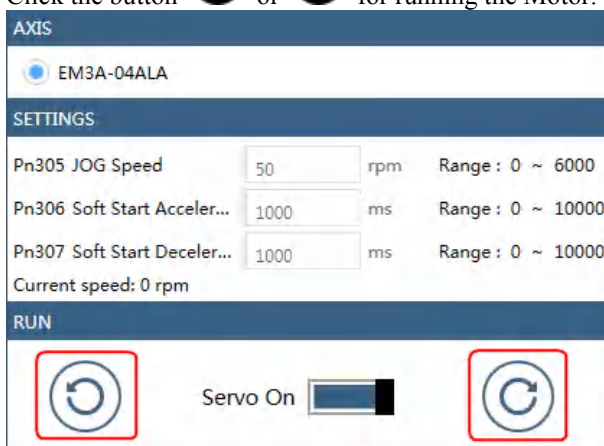 Click the button or for running the Motor.
AXIS
EM3A-04ALA
SETTINGS
Pn305 JOG Speed 50 rpm Range : 0 ~ 6000
Pn306 Soft Start Acceler... 1000 ms Range : 0 ~ 10000
Pn307 Soft Start Deceler... 1000 ms Range : 0 ~ 10000
Current speed: 0 rpm
RUN
Servo On